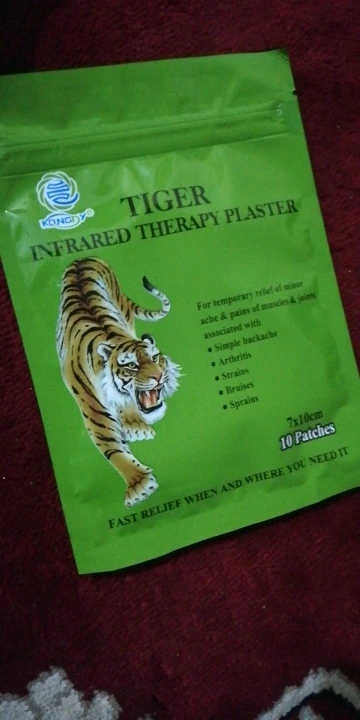 KONGDY
TIGER
INFRARED THERAPY PLASTER
For temporary relief of minor
ache & pains of muscles & joints
associated with
• Simple backache
• Arthritis
• Strains
• Bruises
• Sprains
7x10cm
10 Patches
FAST RELIEF WHEN AND WHERE YOU NEED IT